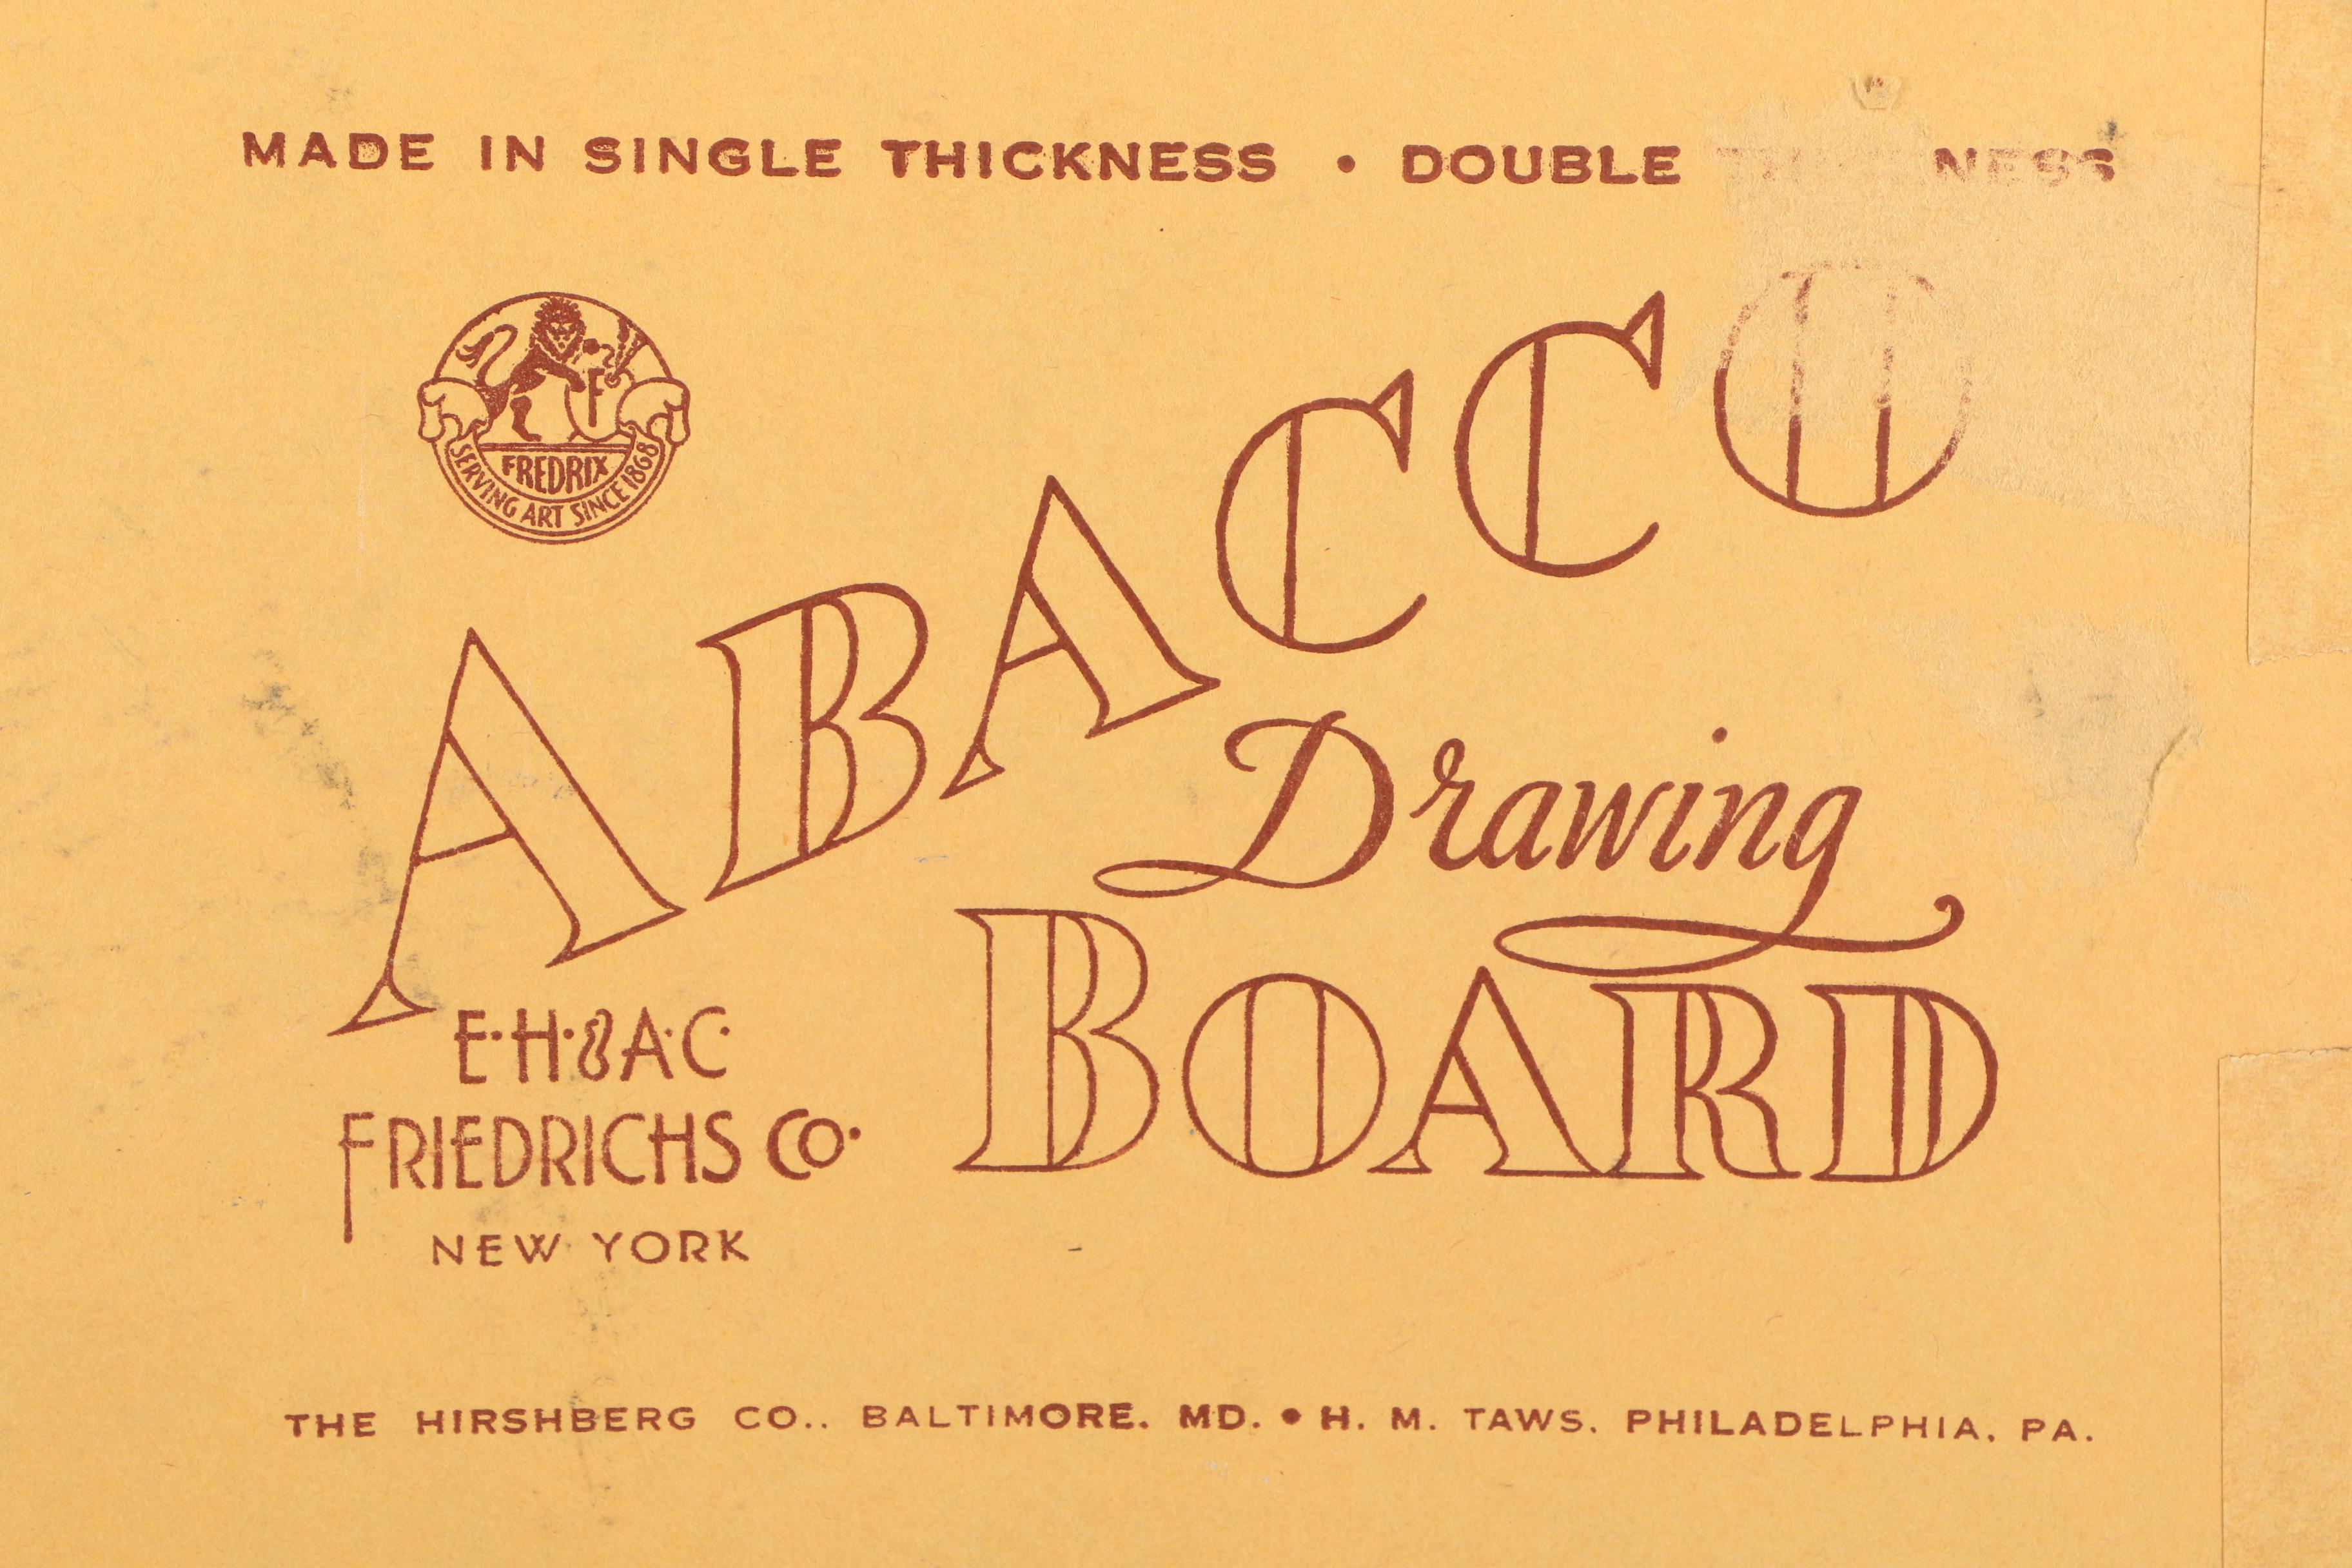 MADE IN SINGLE THICKNESS • DOUBLE THICKNESS
F
FREDRIX
SERVING ART SINCE 1868
ABACCO
Drawing
BOARD
E·H·&A·C·
FRIEDRICHS CO·
NEW YORK
THE HIRSHBERG CO., BALTIMORE, MD. • H. M. TAWS, PHILADELPHIA, PA.